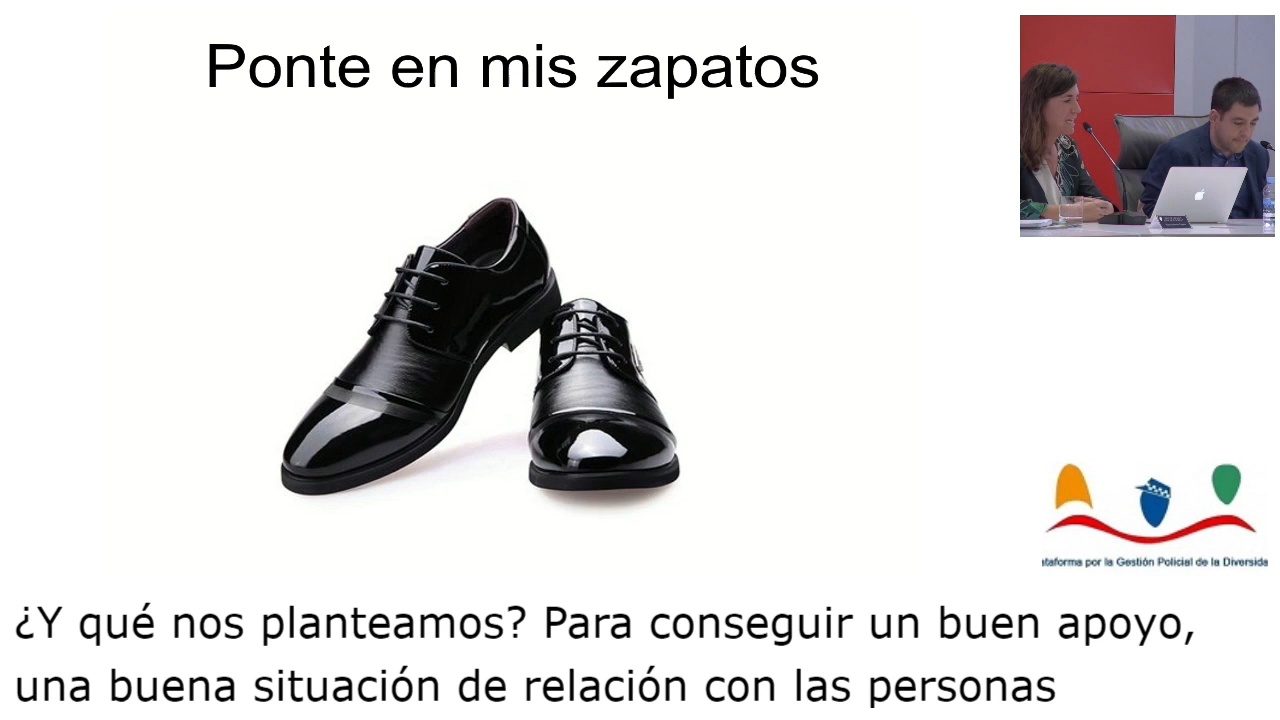 Ponte en mis zapatos
ataforma por la Gestión Policial de la Diversida
¿Y qué nos planteamos? Para conseguir un buen apoyo,
una buena situación de relación con las personas